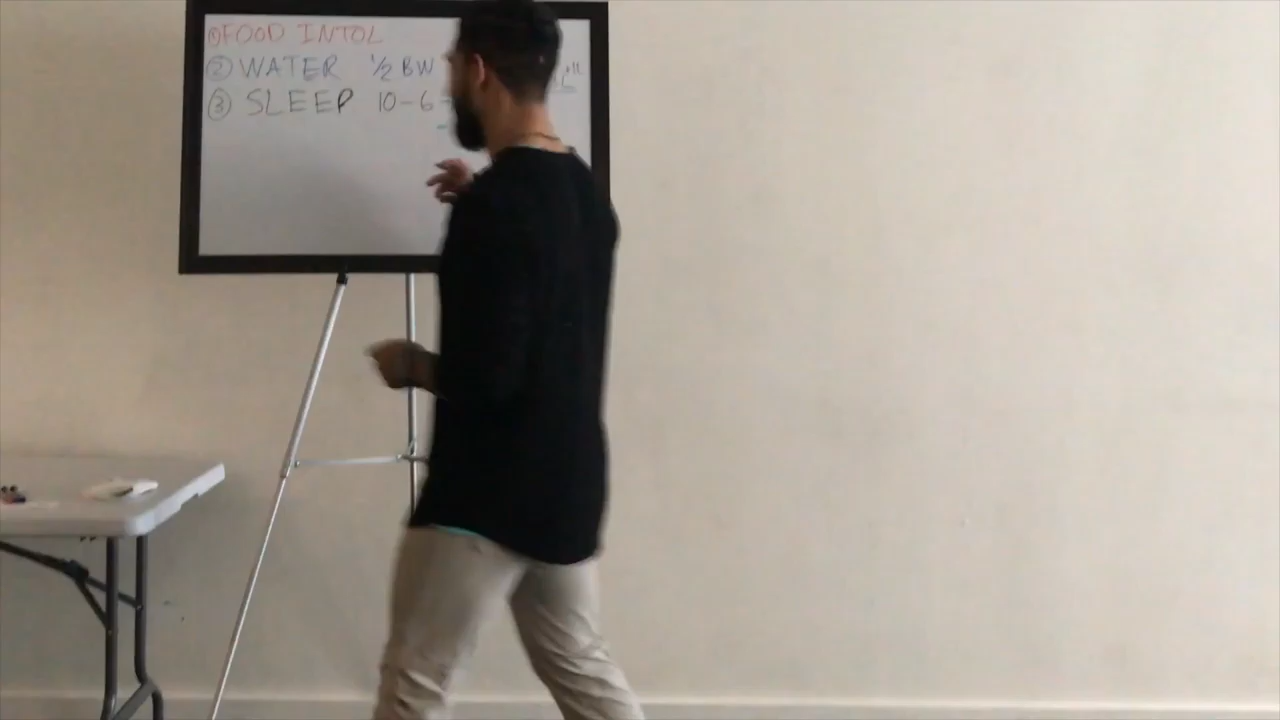 ①FOOD INTOL
② WATER ½ BW
③ SLEEP 10-6